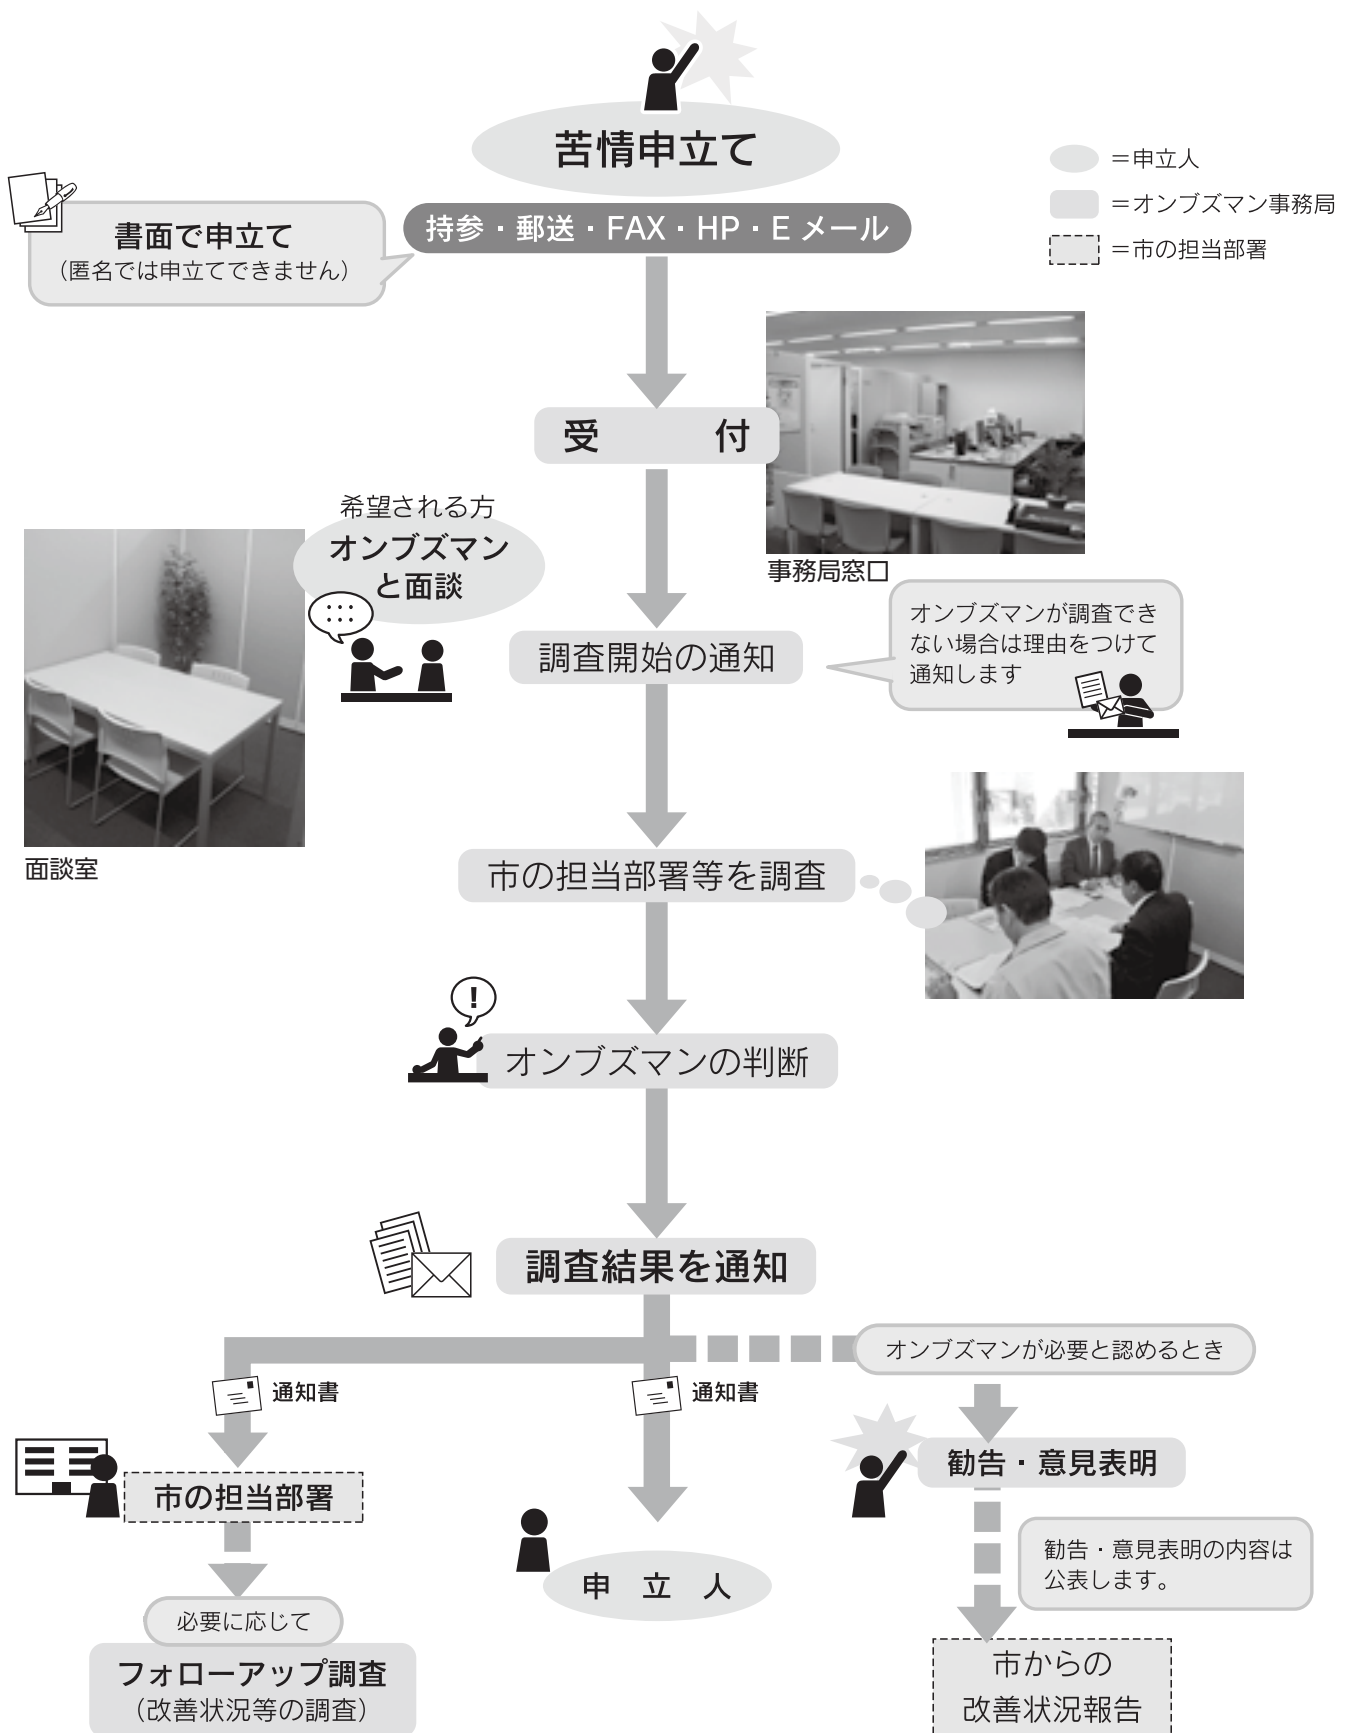 苦情申立て
持参・郵送・FAX・HP・E メール
書面で申立て
（匿名では申立てできません）
＝申立人
＝オンブズマン事務局
＝市の担当部署
受　付
事務局窓口
希望される方
オンブズマン
と面談
面談室
調査開始の通知
オンブズマンが調査でき
ない場合は理由をつけて
通知します
市の担当部署等を調査
!
オンブズマンの判断
調査結果を通知
オンブズマンが必要と認めるとき
通知書
通知書
市の担当部署
必要に応じて
フォローアップ調査
（改善状況等の調査）
申　立　人
勧告・意見表明
勧告・意見表明の内容は
公表します。
市からの
改善状況報告